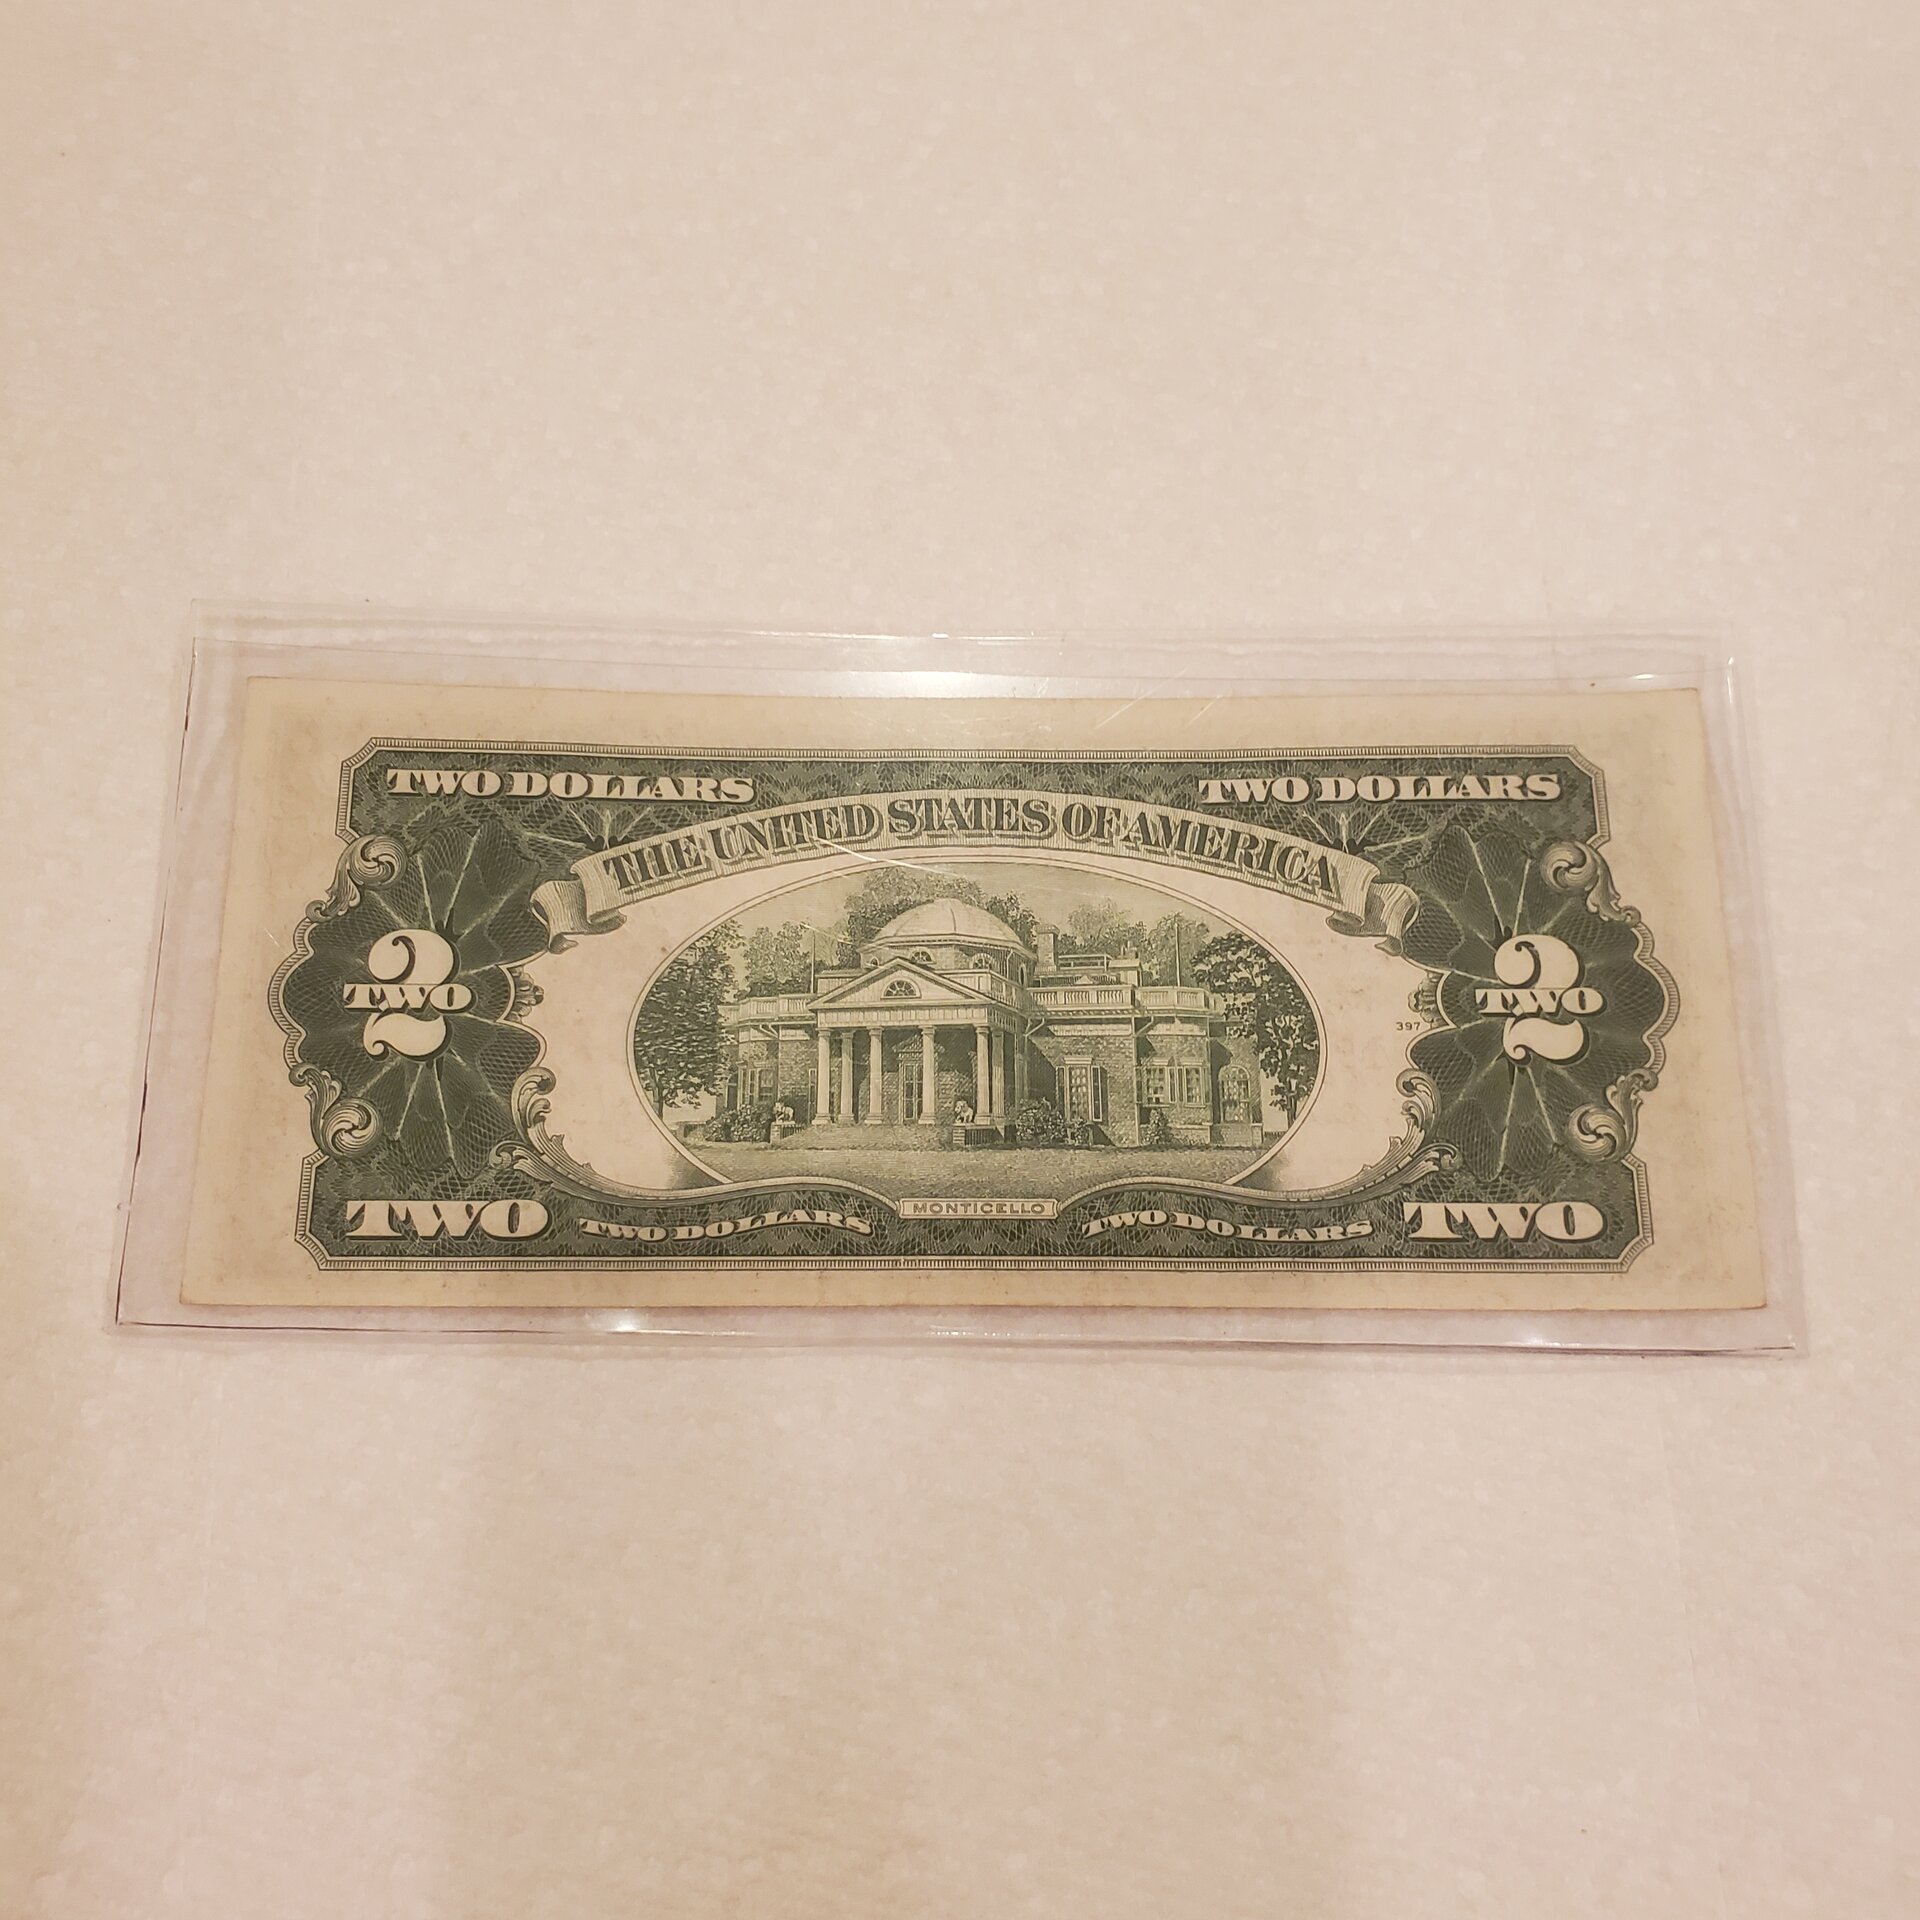 TWO DOLLARS TWO DOLLARS
THE UNITED STATES OF AMERICA
2 TWO
2 TWO
397
MONTICELLO
TWO TWO DOLLARS TWO DOLLARS TWO